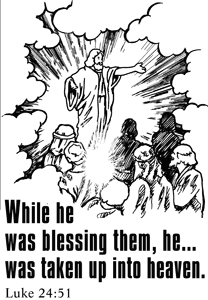 While he
was blessing them, he...
was taken up into heaven.
Luke 24:51